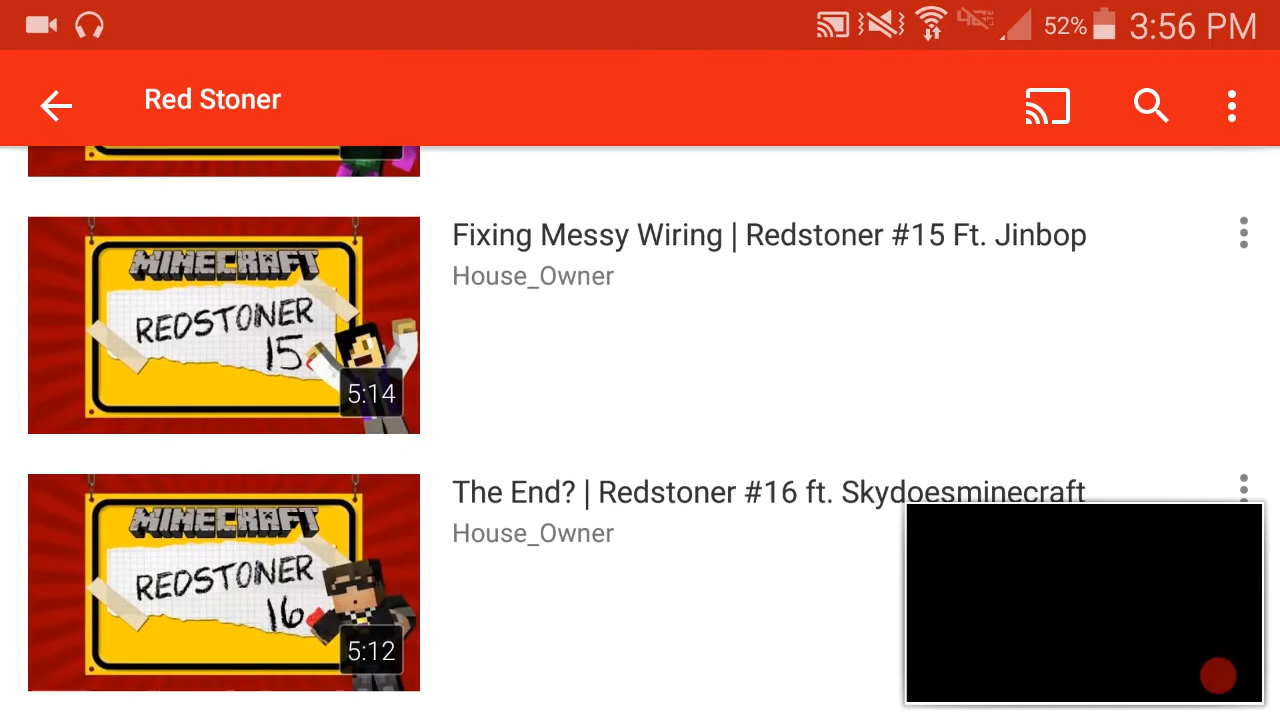 52% 3:56 PM
Red Stoner
MINECRAFT
REDSTONER
15
5:14
Fixing Messy Wiring | Redstoner #15 Ft. Jinbop
House_Owner
MINECRAFT
REDSTONER
16
5:12
The End? | Redstoner #16 ft. Skydoesminecraft
House_Owner